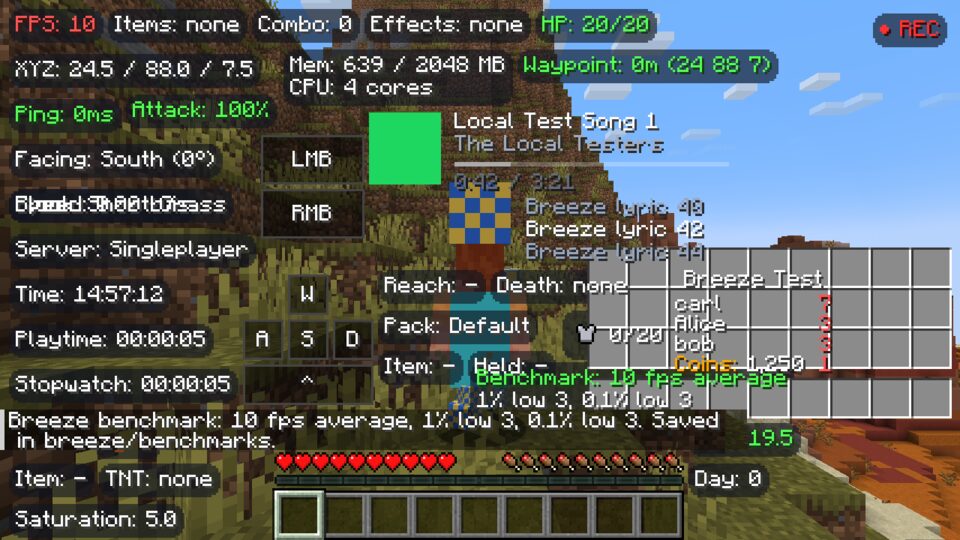 FPS: 10 Items: none Combo: 0 Effects: none HP: 20/20
REC
XYZ: 24.5 / 88.0 / 7.5
Mem: 639 / 2048 MB
CPU: 4 cores
Waypoint: 0m (24 88 7)
Ping: 0ms
Attack: 100%
Local Test Song 1
The Local Testers
0:42 / 3:21
Facing: South (0°)
LMB
RMB
Breeze lyric 40
Breeze lyric 42
Breeze lyric 44
Server: Singleplayer
Time: 14:57:12
W
A S D
^
Reach: - Death: none
Pack: Default
0/20
Item: - Held: -
Breeze Test
carl 7
Alice 3
bob 3
Coins: 1,250 1
Playtime: 00:00:05
Stopwatch: 00:00:05
Benchmark: 10 fps average
1% low 3, 0.1% low 3
Breeze benchmark: 10 fps average, 1% low 3, 0.1% low 3. Saved
in breeze/benchmarks.
19.5
Item: - TNT: none
Day: 0
Saturation: 5.0